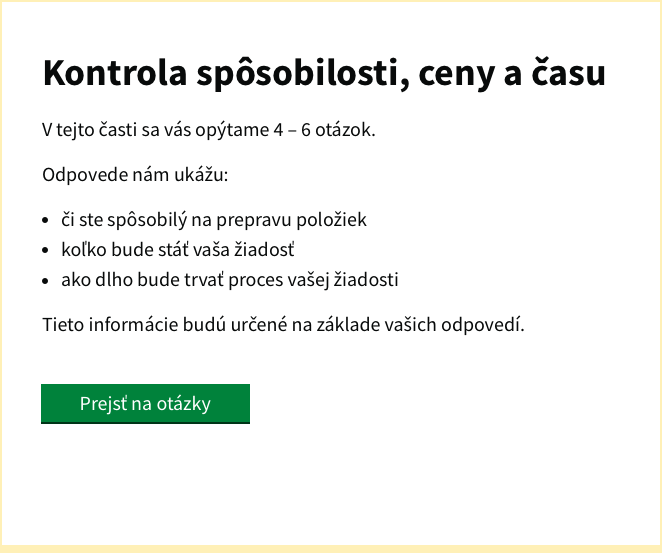 Kontrola spôsobilosti, ceny a času
V tejto časti sa vás opýtame 4 – 6 otázok.
Odpovede nám ukážu:
• či ste spôsobilý na prepravu položiek
• koľko bude stáť vaša žiadosť
• ako dlho bude trvať proces vašej žiadosti
Tieto informácie budú určené na základe vašich odpovedí.
Prejsť na otázky